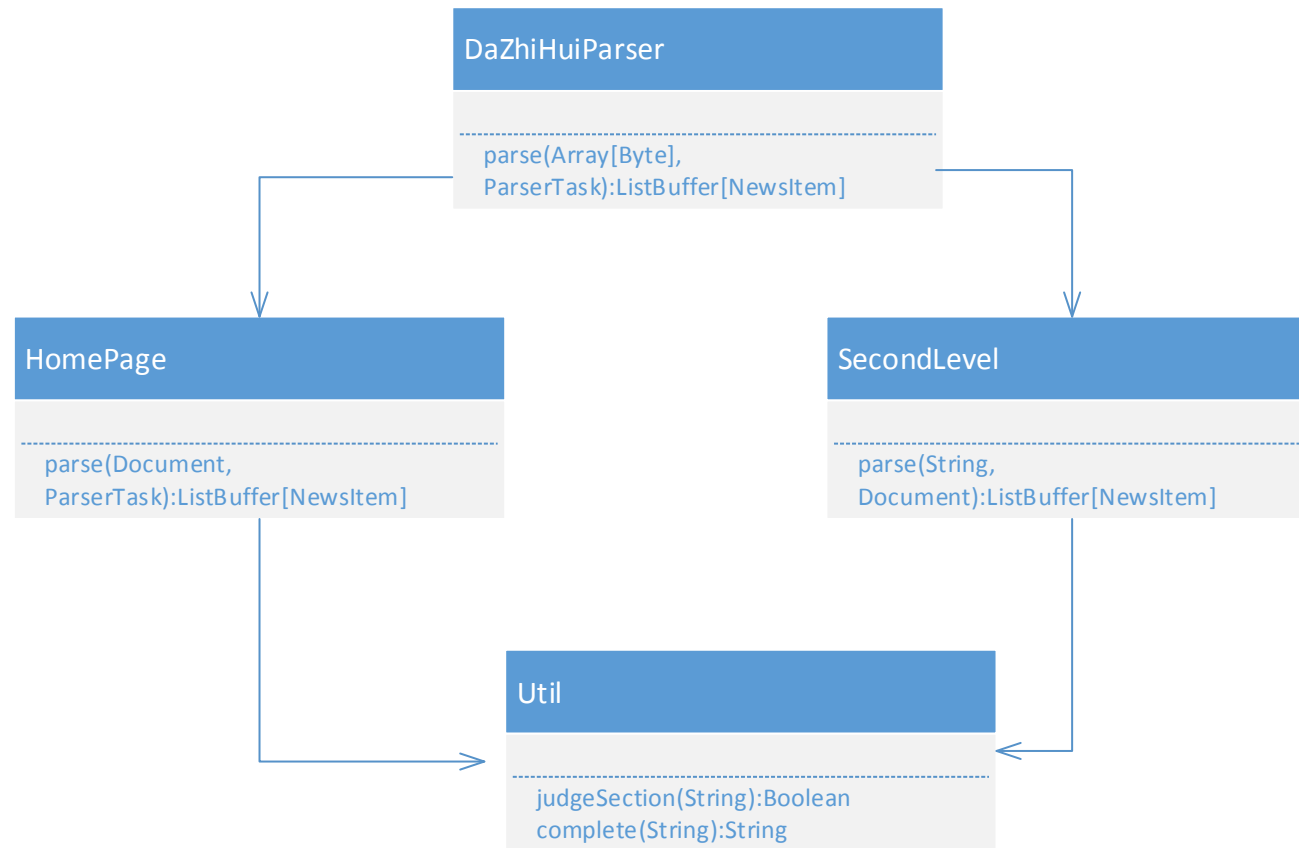 DaZhiHuiParser
parse(Array[Byte],
ParserTask):ListBuffer[NewsItem]
HomePage
parse(Document,
ParserTask):ListBuffer[NewsItem]
SecondLevel
parse(String,
Document):ListBuffer[NewsItem]
Util
judgeSection(String):Boolean
complete(String):String